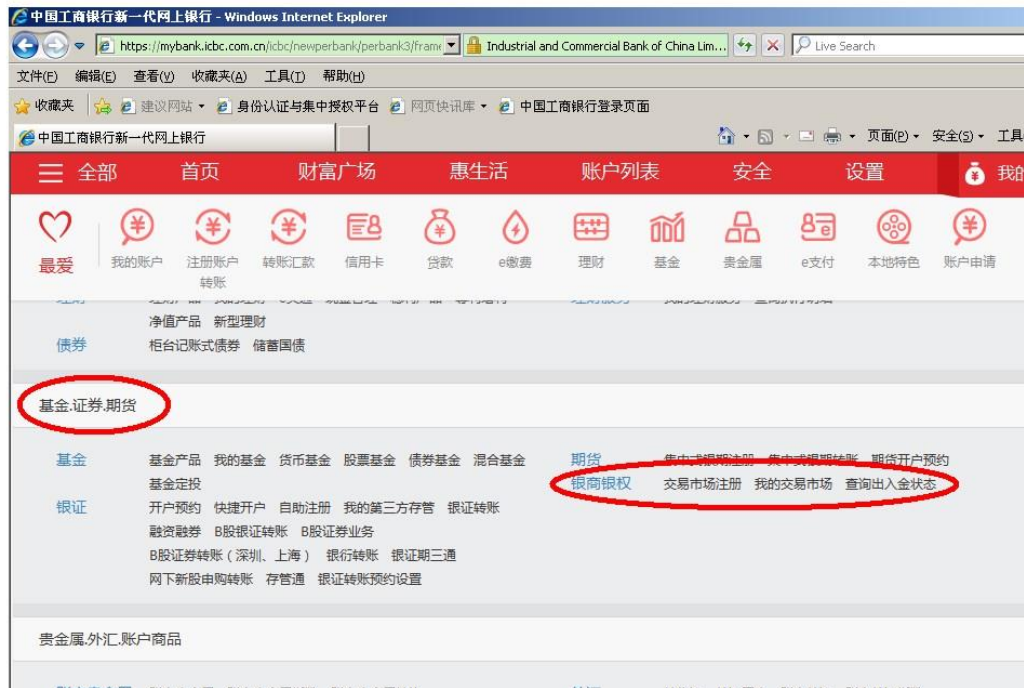 中国工商银行新一代网上银行 - Windows Internet Explorer
https://mybank.icbc.com.cn/icbc/newperbank/perbank3/frame Industrial and Commercial Bank of China Lim... Live Search
文件(F) 编辑(E) 查看(V) 收藏夹(A) 工具(T) 帮助(H)
收藏夹 建议网站 身份认证与集中授权平台 网页快讯库 中国工商银行登录页面
中国工商银行新一代网上银行 页面(P) 安全(S) 工具
全部 首页 财富广场 惠生活 账户列表 安全 设置 我的
最爱 我的账户 注册账户 转账汇款 信用卡 贷款 e缴费 理财 基金 贵金属 e支付 本地特色 账户申请
转账
净值产品 新型理财
债券 柜台记账式债券 储蓄国债
基金.证券.期货
基金 基金产品 我的基金 货币基金 股票基金 债券基金 混合基金 期货 集中式银期注册 集中式银期转账 期货开户预约
基金定投 银商银权 交易市场注册 我的交易市场 查询出入金状态
银证 开户预约 快捷开户 自助注册 我的第三方存管 银证转账
融资融券 B股银证转账 B股证券业务
B股证券转账(深圳、上海) 银衍转账 银证期三通
网下新股申购转账 存管通 银证转账预约设置
贵金属.外汇.账户商品